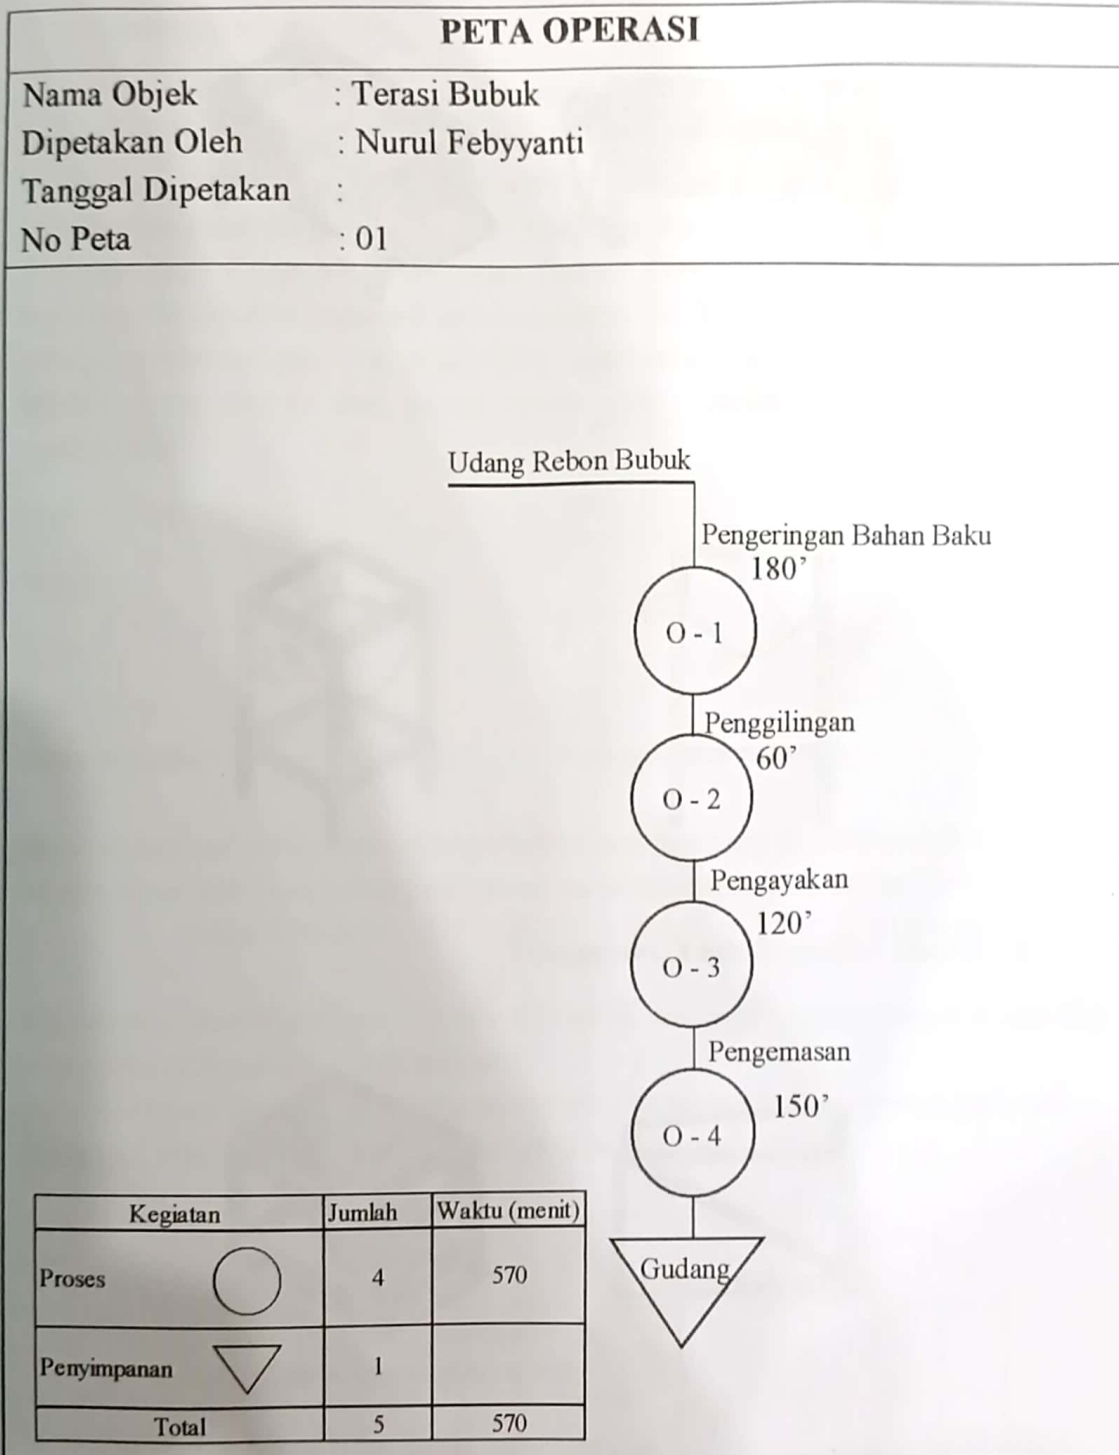 PETA OPERASI
Nama Objek : Terasi Bubuk
Dipetakan Oleh : Nurul Febyyanti
Tanggal Dipetakan :
No Peta : 01
Udang Rebon Bubuk
Pengeringan Bahan Baku
180’
O - 1
Penggilingan
60’
O - 2
Pengayakan
120’
O - 3
Pengemasan
150’
O - 4
Gudang
Kegiatan Jumlah Waktu (menit)
Proses 4 570
Penyimpanan 1
Total 5 570